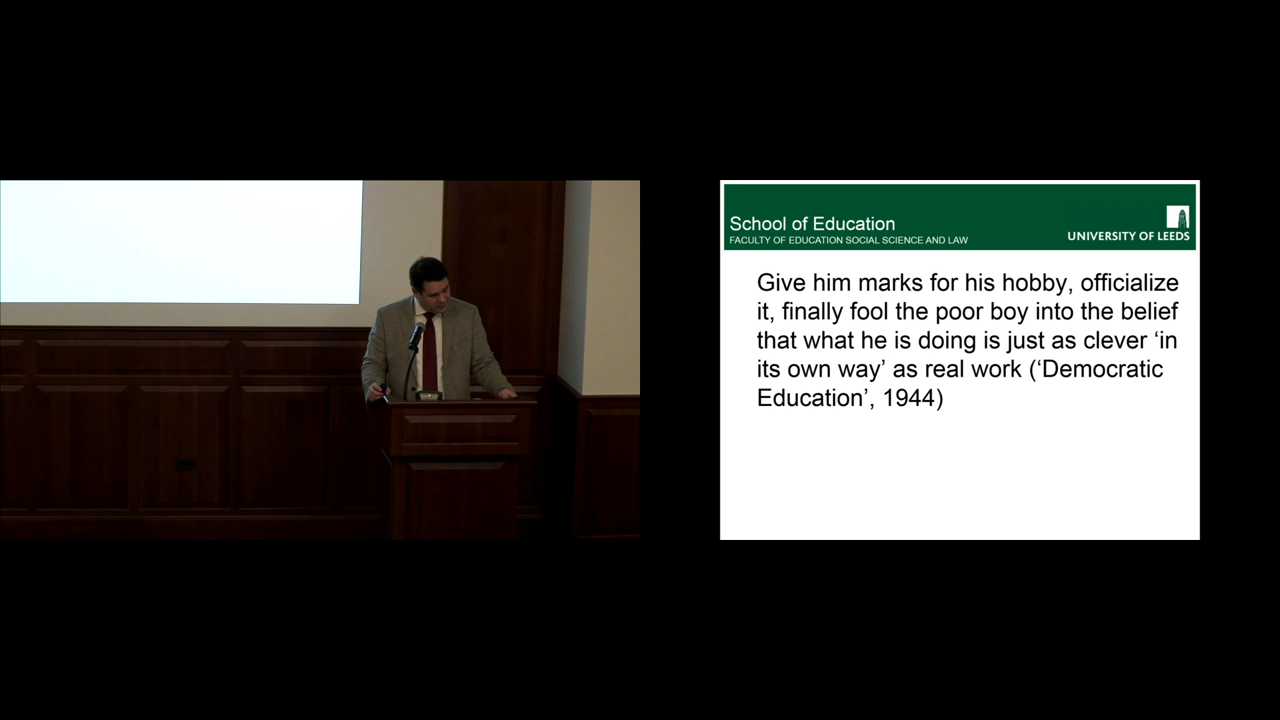 School of Education
FACULTY OF EDUCATION SOCIAL SCIENCE AND LAW
UNIVERSITY OF LEEDS
Give him marks for his hobby, officialize
it, finally fool the poor boy into the belief
that what he is doing is just as clever ‘in
its own way’ as real work (‘Democratic
Education’, 1944)